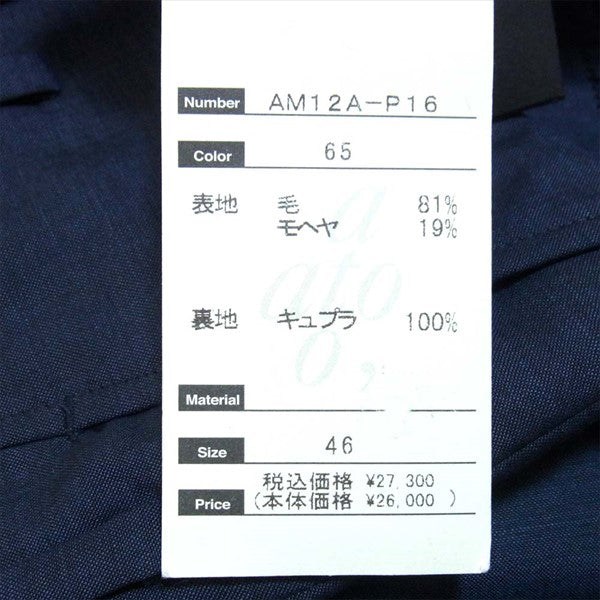 Number AM12A-P16
Color 65
表地 毛 81%
モヘヤ 19%
裏地 キュプラ 100%
Material
Size 46
税込価格 ¥27,300
Price (本体価格 ¥26,000 )